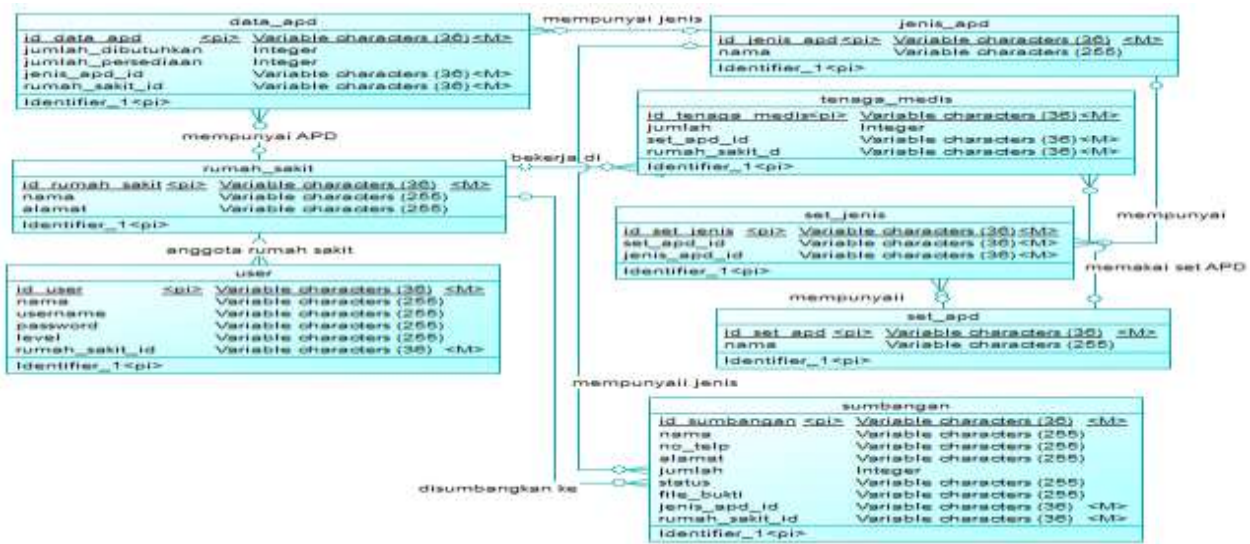 data_apd
id_data_apd <pi> Variable characters (36) <M>
jumlah_dibutuhkan Integer
jumlah_persediaan Integer
jenis_apd_id Variable characters (36) <M>
rumah_sakit_id Variable characters (36) <M>
Identifier_1 <pi>
mempunyai jenis
jenis_apd
id_jenis_apd <pi> Variable characters (36) <M>
nama Variable characters (255)
Identifier_1 <pi>
mempunyai APD
tenaga_medis
id_tenaga_medis <pi> Variable characters (36) <M>
jumlah Integer
set_apd_id Variable characters (36) <M>
rumah_sakit_d Variable characters (36) <M>
Identifier_1 <pi>
bekerja di
rumah_sakit
id_rumah_sakit <pi> Variable characters (36) <M>
nama Variable characters (255)
alamat Variable characters (255)
Identifier_1 <pi>
anggota rumah sakit
set_jenis
id_set_jenis <pi> Variable characters (36) <M>
set_apd_id Variable characters (36) <M>
jenis_apd_id Variable characters (36) <M>
Identifier_1 <pi>
mempunyai
memakai set APD
user
id_user <pi> Variable characters (36) <M>
nama Variable characters (255)
username Variable characters (255)
password Variable characters (255)
level Variable characters (255)
rumah_sakit_id Variable characters (36) <M>
Identifier_1 <pi>
mempunyaii
set_apd
id_set_apd <pi> Variable characters (36) <M>
nama Variable characters (255)
Identifier_1 <pi>
mempunyaii jenis
sumbangan
id_sumbangan <pi> Variable characters (36) <M>
nama Variable characters (255)
no_telp Variable characters (255)
alamat Variable characters (255)
jumlah Integer
status Variable characters (255)
file_bukti Variable characters (255)
jenis_apd_id Variable characters (36) <M>
rumah_sakit_id Variable characters (36) <M>
Identifier_1 <pi>
disumbangkan ke